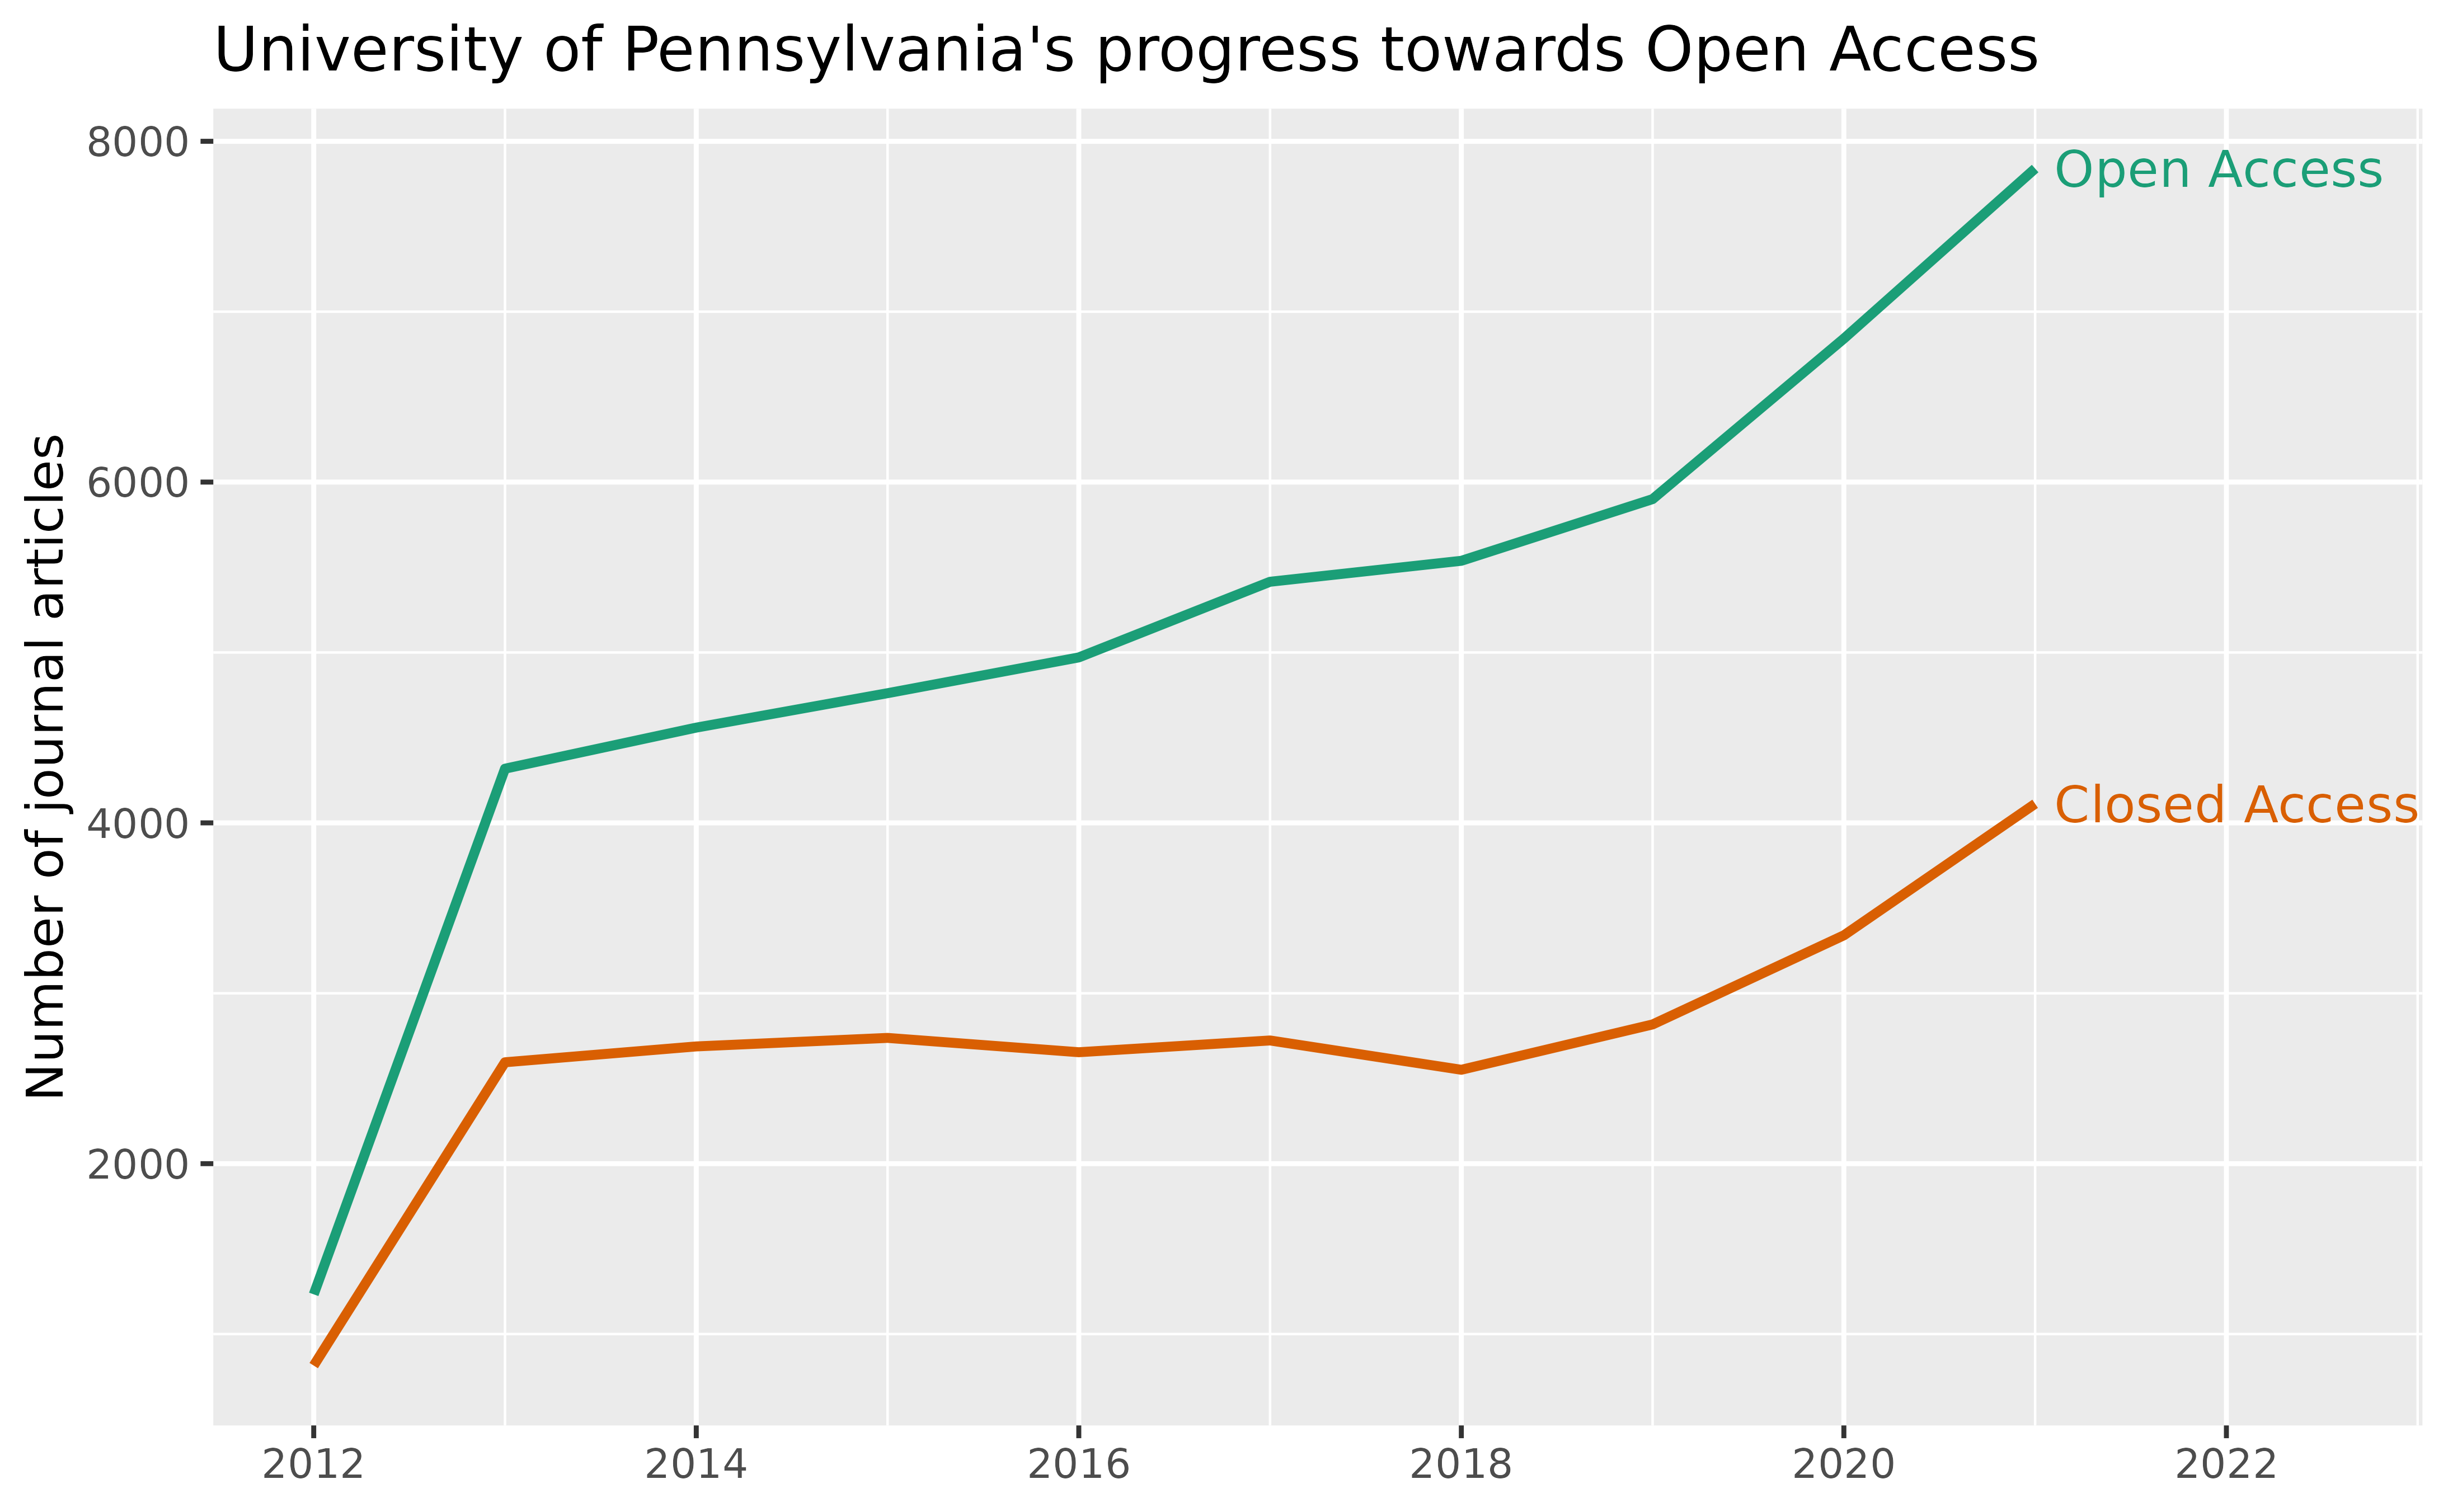 University of Pennsylvania's progress towards Open Access
Number of journal articles
8000
6000
4000
2000
Open Access
Closed Access
2012
2014
2016
2018
2020
2022